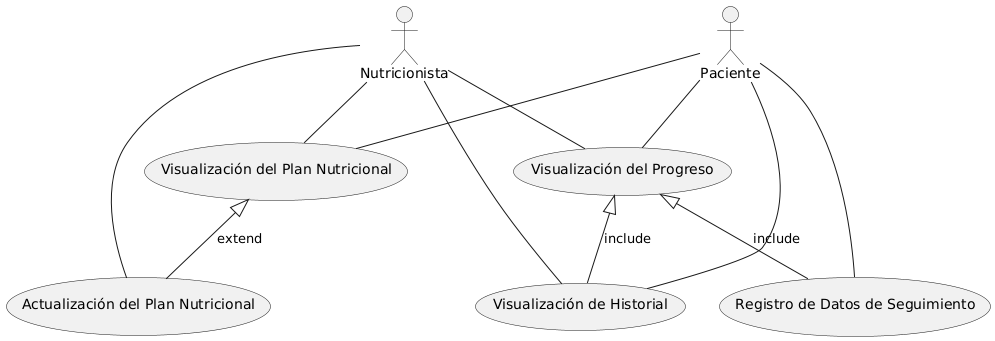 Nutricionista
Paciente
Visualización del Plan Nutricional
Visualización del Progreso
extend
include
include
Actualización del Plan Nutricional
Visualización de Historial
Registro de Datos de Seguimiento